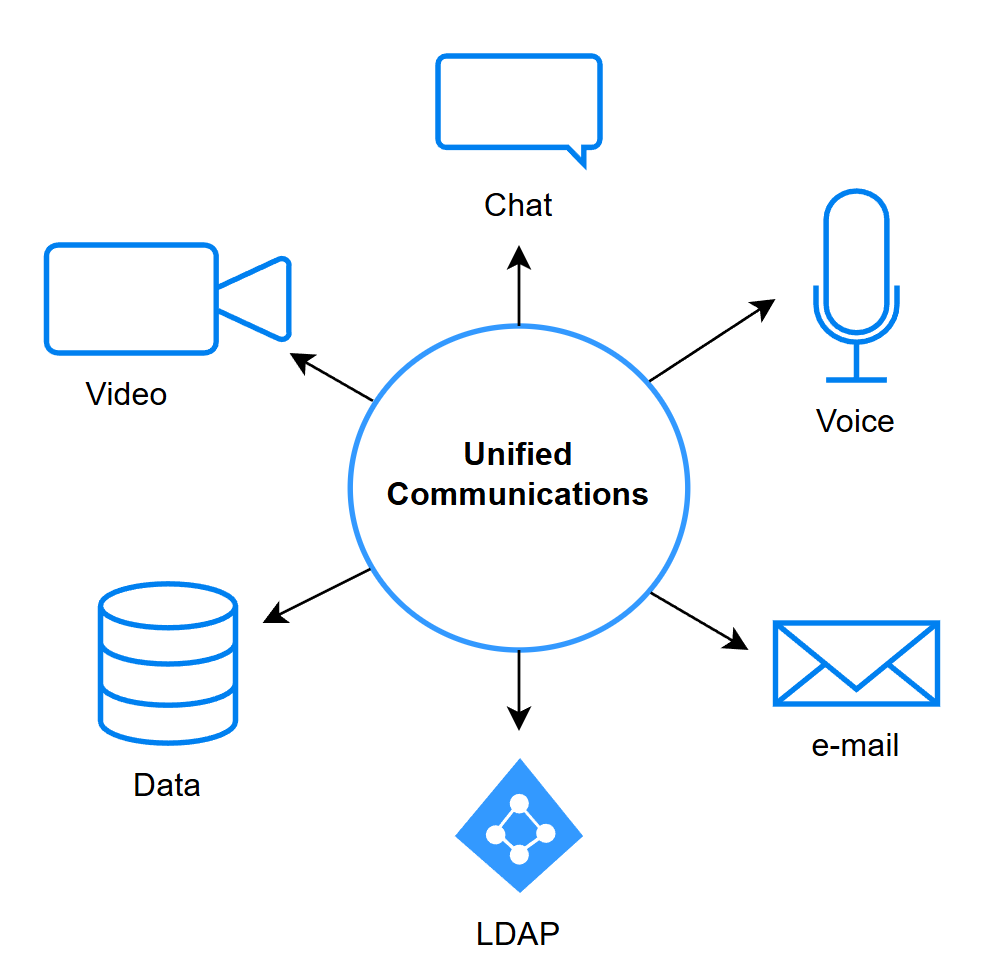 Chat
Video
Voice
Unified
Communications
Data
e-mail
LDAP